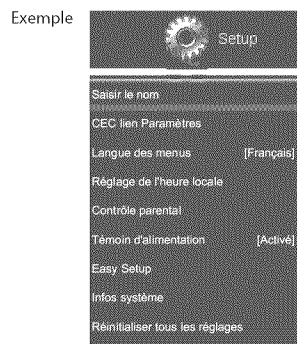 Exemple
Setup
Saisir le nom
CEC lien Paramètres
Langue des menus [Français]
Réglage de l'heure locale
Contrôle parental
Témoin d'alimentation [Activé]
Easy Setup
Infos système
Réinitialiser tous les réglages